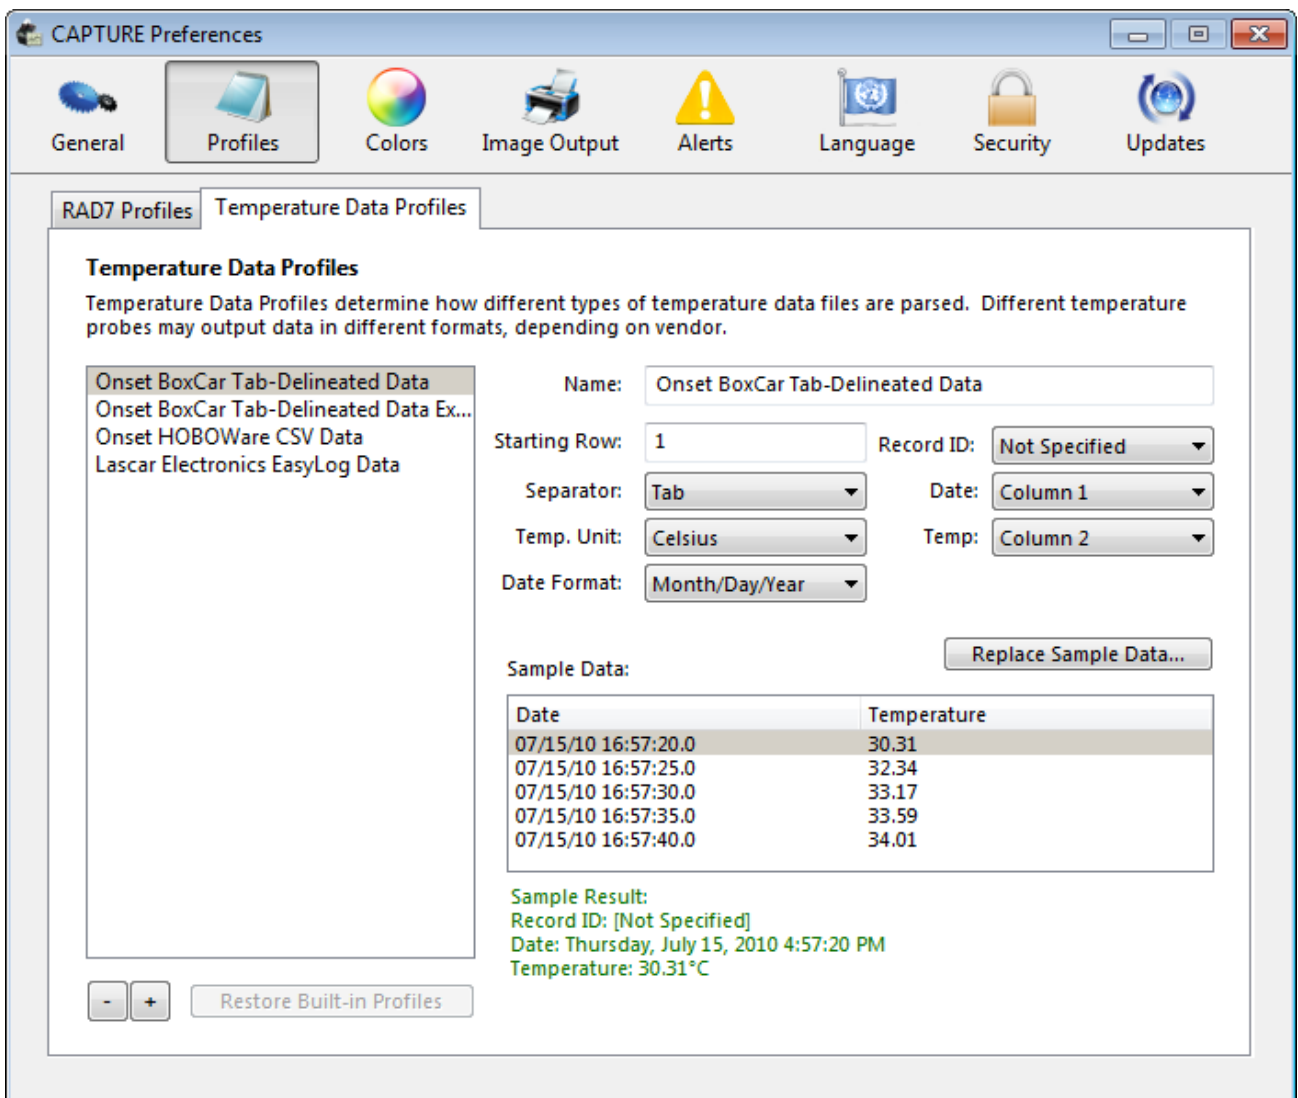 CAPTURE Preferences
General
Profiles
Colors
Image Output
Alerts
Language
Security
Updates
RAD7 Profiles
Temperature Data Profiles
Temperature Data Profiles
Temperature Data Profiles determine how different types of temperature data files are parsed.  Different temperature
probes may output data in different formats, depending on vendor.
Onset BoxCar Tab-Delineated Data
Onset BoxCar Tab-Delineated Data Ex...
Onset HOBOWare CSV Data
Lascar Electronics EasyLog Data
Name: Onset BoxCar Tab-Delineated Data
Starting Row: 1 Record ID: Not Specified
Separator: Tab Date: Column 1
Temp. Unit: Celsius Temp: Column 2
Date Format: Month/Day/Year
Replace Sample Data...
Sample Data:
Date Temperature
07/15/10 16:57:20.0 30.31
07/15/10 16:57:25.0 32.34
07/15/10 16:57:30.0 33.17
07/15/10 16:57:35.0 33.59
07/15/10 16:57:40.0 34.01
Sample Result:
Record ID: [Not Specified]
Date: Thursday, July 15, 2010 4:57:20 PM
Temperature: 30.31°C
- + Restore Built-in Profiles